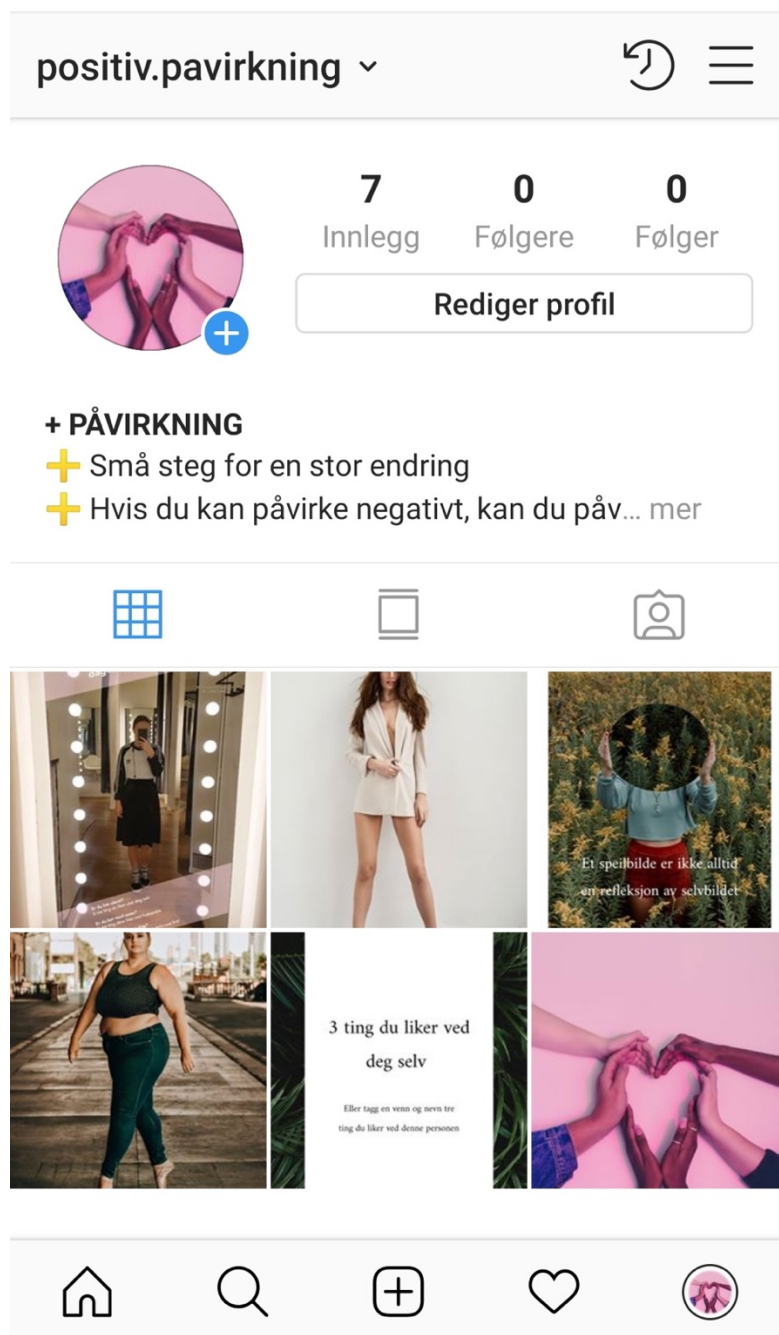 positiv.pavirkning
7 0 0
Innlegg Følgere Følger
Rediger profil
+ PÅVIRKNING
➕ Små steg for en stor endring
➕ Hvis du kan påvirke negativt, kan du påv... mer
dag
Et speilbilde er ikke alltid
en refleksjon av selvbildet
3 ting du liker ved
deg selv
Eller tagg en venn og nevn tre
ting du liker ved denne personen